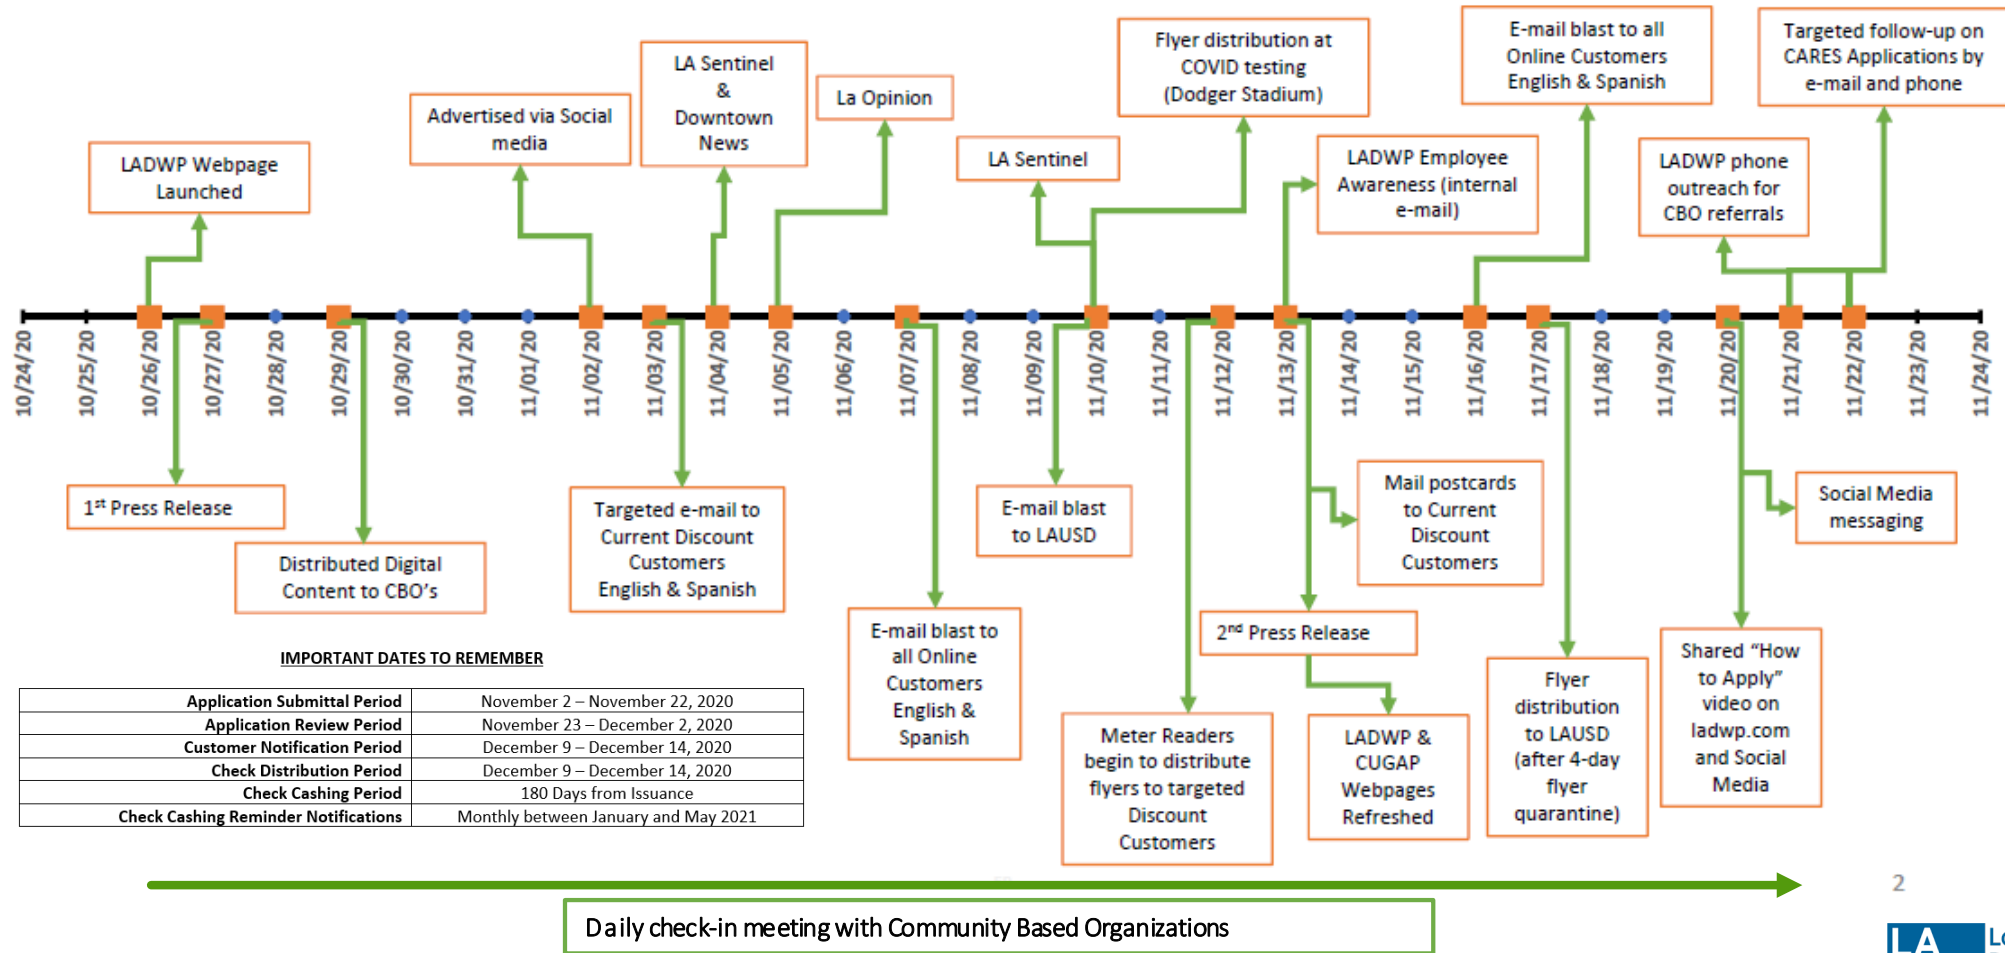 E-mail blast to all
Online Customers
English & Spanish
Targeted follow-up on
CARES Applications by
e-mail and phone
Flyer distribution at
COVID testing
(Dodger Stadium)
LA Sentinel
&
Downtown
News
La Opinion
Advertised via Social
media
LADWP Webpage
Launched
LA Sentinel
LADWP Employee
Awareness (internal
e-mail)
LADWP phone
outreach for
CBO referrals
10/24/20
10/25/20
10/26/20
10/27/20
10/28/20
10/29/20
10/30/20
10/31/20
11/01/20
11/02/20
11/03/20
11/04/20
11/05/20
11/06/20
11/07/20
11/08/20
11/09/20
11/10/20
11/11/20
11/12/20
11/13/20
11/14/20
11/15/20
11/16/20
11/17/20
11/18/20
11/19/20
11/20/20
11/21/20
11/22/20
11/23/20
11/24/20
1st Press Release
Distributed Digital
Content to CBO's
Targeted e-mail to
Current Discount
Customers
English & Spanish
E-mail blast to
all Online
Customers
English &
Spanish
E-mail blast
to LAUSD
Meter Readers
begin to distribute
flyers to targeted
Discount
Customers
Mail postcards
to Current
Discount
Customers
2nd Press Release
LADWP &
CUGAP
Webpages
Refreshed
Flyer
distribution
to LAUSD
(after 4-day
flyer
quarantine)
Social Media
messaging
Shared “How
to Apply”
video on
ladwp.com
and Social
Media
IMPORTANT DATES TO REMEMBER
Application Submittal Period November 2 – November 22, 2020
Application Review Period November 23 – December 2, 2020
Customer Notification Period December 9 – December 14, 2020
Check Distribution Period December 9 – December 14, 2020
Check Cashing Period 180 Days from Issuance
Check Cashing Reminder Notifications Monthly between January and May 2021
2
Daily check-in meeting with Community Based Organizations
LA